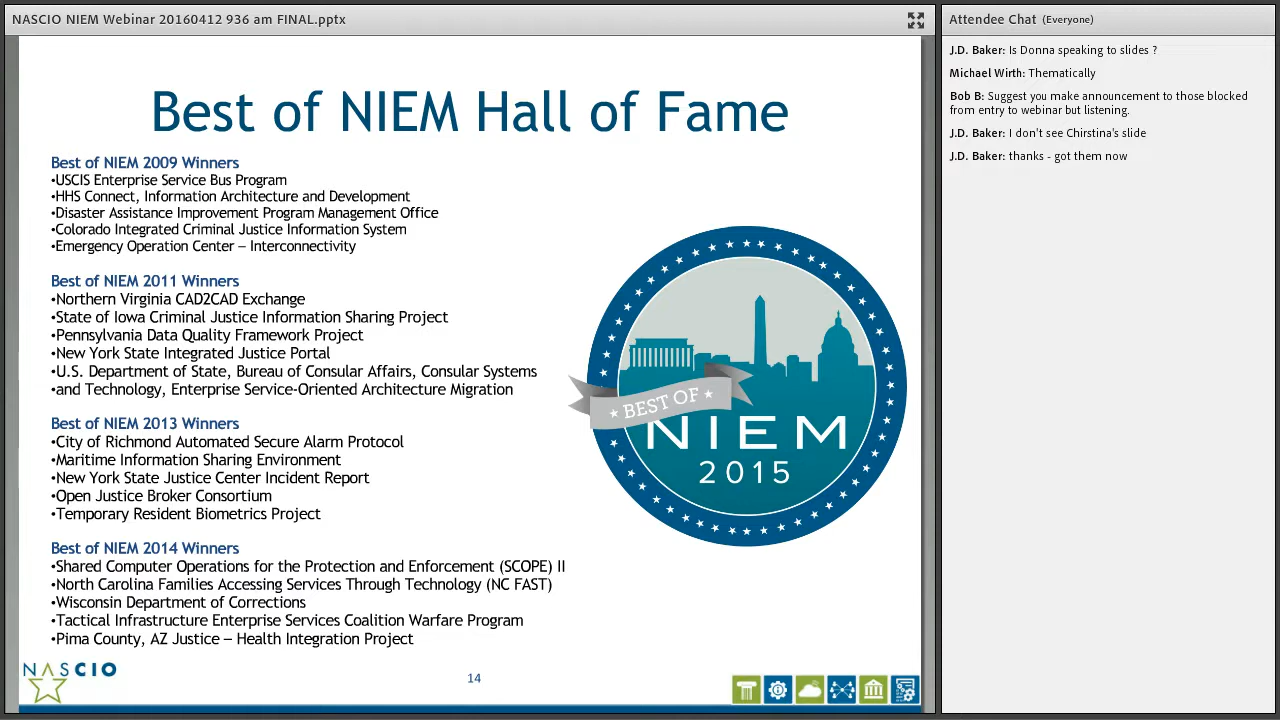 NASCIO NIEM Webinar 20160412 936 am FINAL.pptx
Best of NIEM Hall of Fame
Best of NIEM 2009 Winners
•USCIS Enterprise Service Bus Program
•HHS Connect, Information Architecture and Development
•Disaster Assistance Improvement Program Management Office
•Colorado Integrated Criminal Justice Information System
•Emergency Operation Center – Interconnectivity
Best of NIEM 2011 Winners
•Northern Virginia CAD2CAD Exchange
•State of Iowa Criminal Justice Information Sharing Project
•Pennsylvania Data Quality Framework Project
•New York State Integrated Justice Portal
•U.S. Department of State, Bureau of Consular Affairs, Consular Systems
•and Technology, Enterprise Service-Oriented Architecture Migration
Best of NIEM 2013 Winners
•City of Richmond Automated Secure Alarm Protocol
•Maritime Information Sharing Environment
•New York State Justice Center Incident Report
•Open Justice Broker Consortium
•Temporary Resident Biometrics Project
Best of NIEM 2014 Winners
•Shared Computer Operations for the Protection and Enforcement (SCOPE) II
•North Carolina Families Accessing Services Through Technology (NC FAST)
•Wisconsin Department of Corrections
•Tactical Infrastructure Enterprise Services Coalition Warfare Program
•Pima County, AZ Justice – Health Integration Project
BEST OF
NIEM
2015
NASCIO
14
Attendee Chat (Everyone)
J.D. Baker: Is Donna speaking to slides ?
Michael Wirth: Thematically
Bob B: Suggest you make announcement to those blocked
from entry to webinar but listening.
J.D. Baker: I don't see Chirstina's slide
J.D. Baker: thanks - got them now